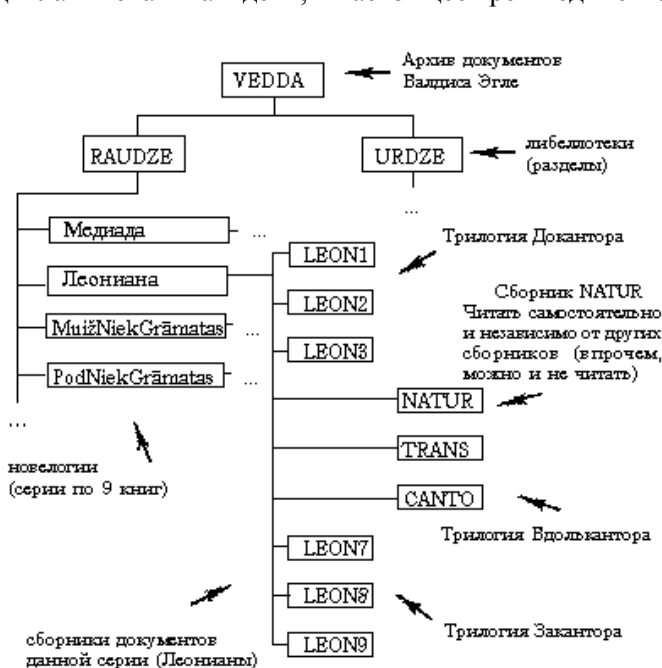 VEDDA
Архив документов
Валдиса Эгле
RAUDZE
URDZE
либеллотеки
(разделы)
...
Медиада
...
Леониана
MuižNiekGrāmatas
...
PodNiekGrāmatas
...
...
новелогии
(серии по 9 книг)
LEON1
LEON2
LEON3
Трилогия Докантора
Сборник NATUR
Читать самостоятельно
и независимо от других
сборников (впрочем,
можно и не читать)
NATUR
TRANS
CANTO
Трилогия Вдолькантора
LEON7
LEON8
LEON9
Трилогия Закантора
сборники документов
данной серии (Леонианы)